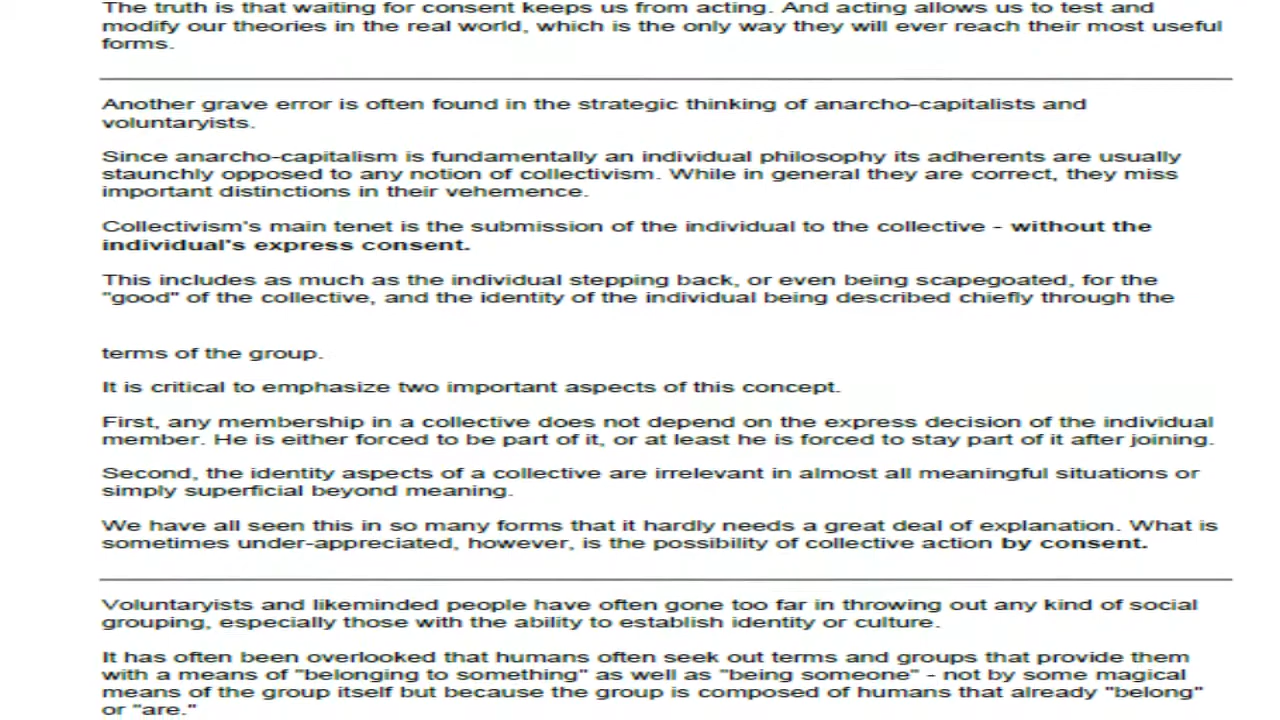 The truth is that waiting for consent keeps us from acting. And acting allows us to test and
modify our theories in the real world, which is the only way they will ever reach their most useful
forms.
Another grave error is often found in the strategic thinking of anarcho-capitalists and
voluntaryists.
Since anarcho-capitalism is fundamentally an individual philosophy its adherents are usually
staunchly opposed to any notion of collectivism. While in general they are correct, they miss
important distinctions in their vehemence.
Collectivism's main tenet is the submission of the individual to the collective - without the
individual's express consent.
This includes as much as the individual stepping back, or even being scapegoated, for the
"good" of the collective, and the identity of the individual being described chiefly through the
terms of the group.
It is critical to emphasize two important aspects of this concept.
First, any membership in a collective does not depend on the express decision of the individual
member. He is either forced to be part of it, or at least he is forced to stay part of it after joining.
Second, the identity aspects of a collective are irrelevant in almost all meaningful situations or
simply superficial beyond meaning.
We have all seen this in so many forms that it hardly needs a great deal of explanation. What is
sometimes under-appreciated, however, is the possibility of collective action by consent.
Voluntaryists and likeminded people have often gone too far in throwing out any kind of social
grouping, especially those with the ability to establish identity or culture.
It has often been overlooked that humans often seek out terms and groups that provide them
with a means of "belonging to something" as well as "being someone" - not by some magical
means of the group itself but because the group is composed of humans that already "belong"
or "are."